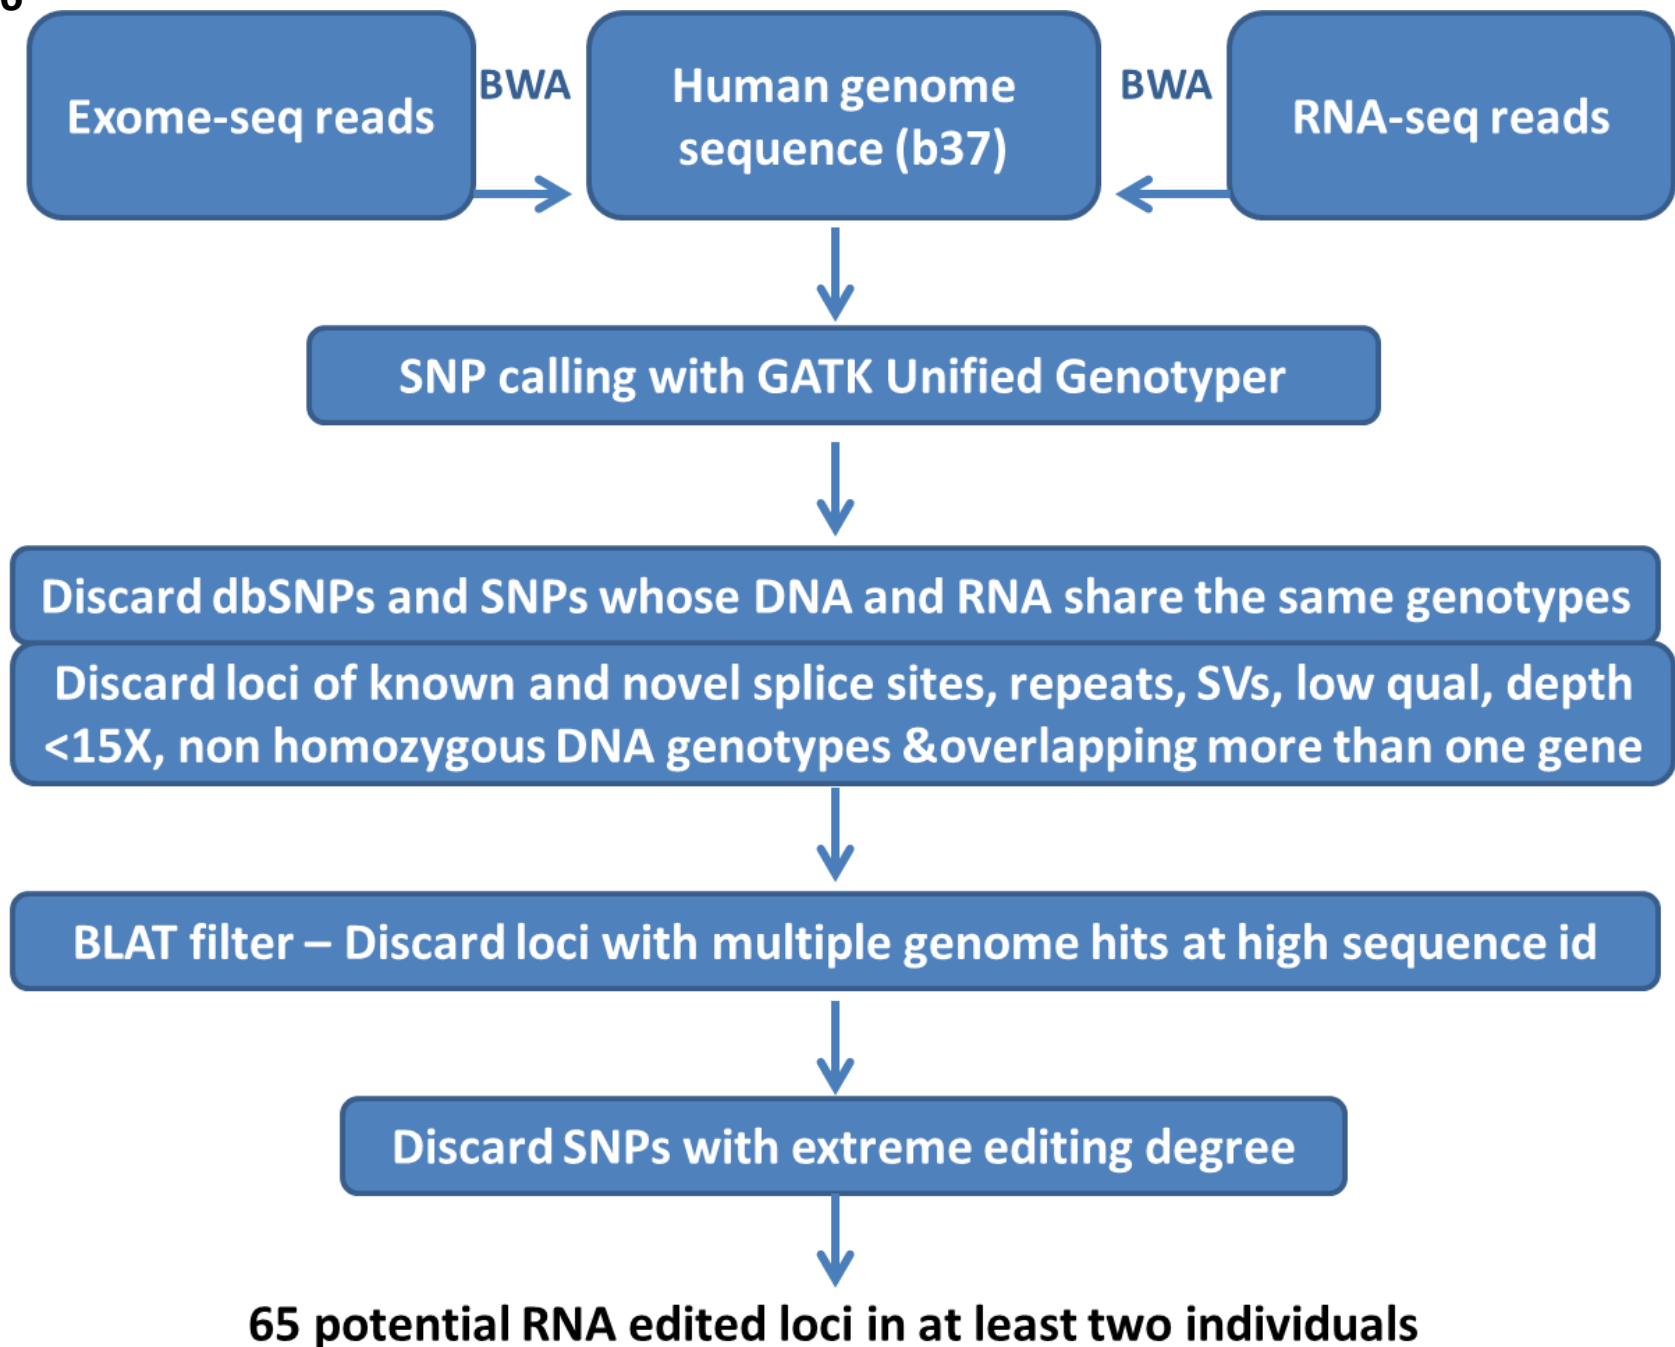 Exome-seq reads
BWA
Human genome
sequence (b37)
BWA
RNA-seq reads
SNP calling with GATK Unified Genotyper
Discard dbSNPs and SNPs whose DNA and RNA share the same genotypes
Discard loci of known and novel splice sites, repeats, SVs, low qual, depth
<15X, non homozygous DNA genotypes &overlapping more than one gene
BLAT filter – Discard loci with multiple genome hits at high sequence id
Discard SNPs with extreme editing degree
65 potential RNA edited loci in at least two individuals